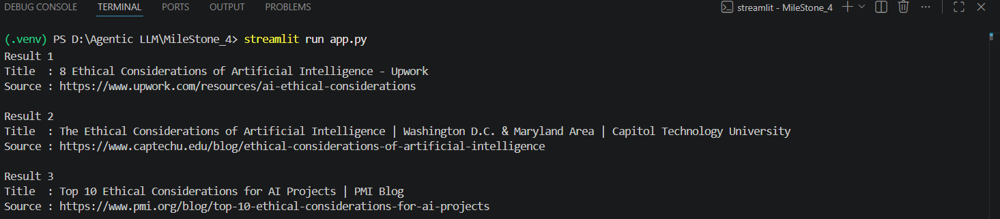 DEBUG CONSOLE TERMINAL PORTS OUTPUT PROBLEMS streamlit - MileStone_4
(.venv) PS D:\Agentic LLM\MileStone_4> streamlit run app.py
Result 1
Title  : 8 Ethical Considerations of Artificial Intelligence - Upwork
Source : https://www.upwork.com/resources/ai-ethical-considerations
Result 2
Title  : The Ethical Considerations of Artificial Intelligence | Washington D.C. & Maryland Area | Capitol Technology University
Source : https://www.captechu.edu/blog/ethical-considerations-of-artificial-intelligence
Result 3
Title  : Top 10 Ethical Considerations for AI Projects | PMI Blog
Source : https://www.pmi.org/blog/top-10-ethical-considerations-for-ai-projects